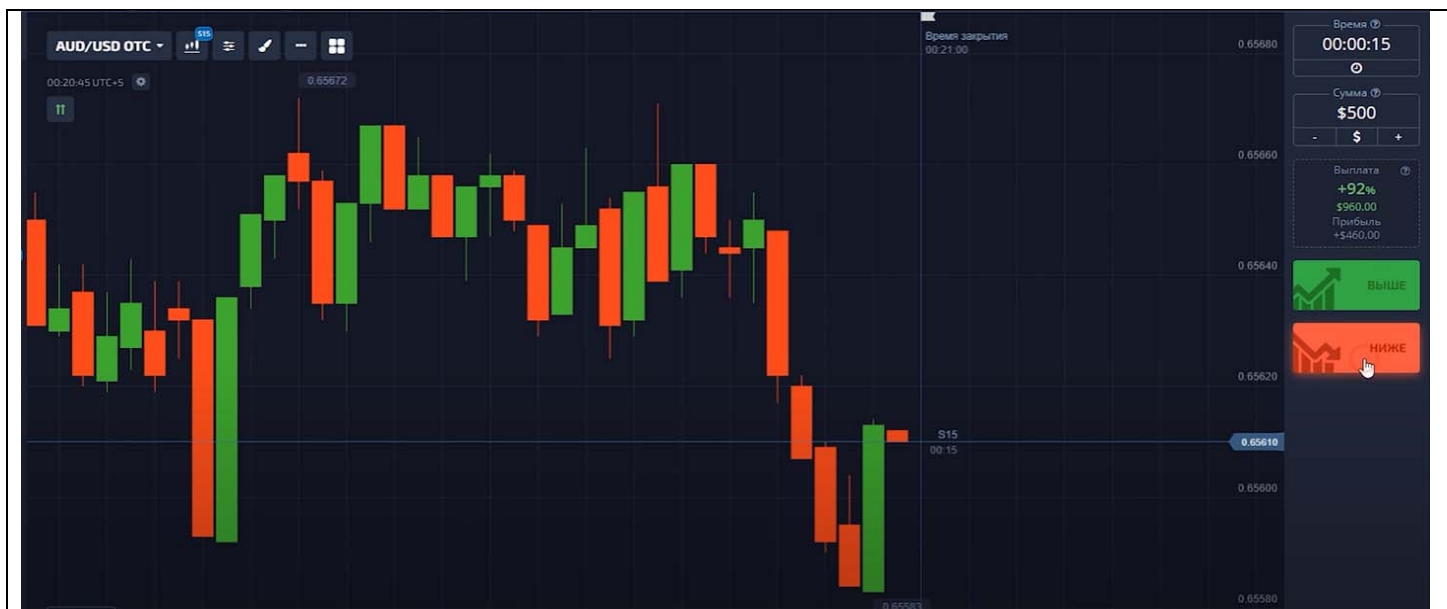 AUD/USD OTC
S15
00:20:45 UTC+5
0.65672
Время закрытия
00:21:00
0.65680
0.65660
0.65640
0.65620
0.65610
0.65600
0.65580
S15
00:15
0.65583
Время
00:00:15
Сумма
$500
- $ +
Выплата
+92%
$960.00
Прибыль
+$460.00
ВЫШЕ
НИЖЕ